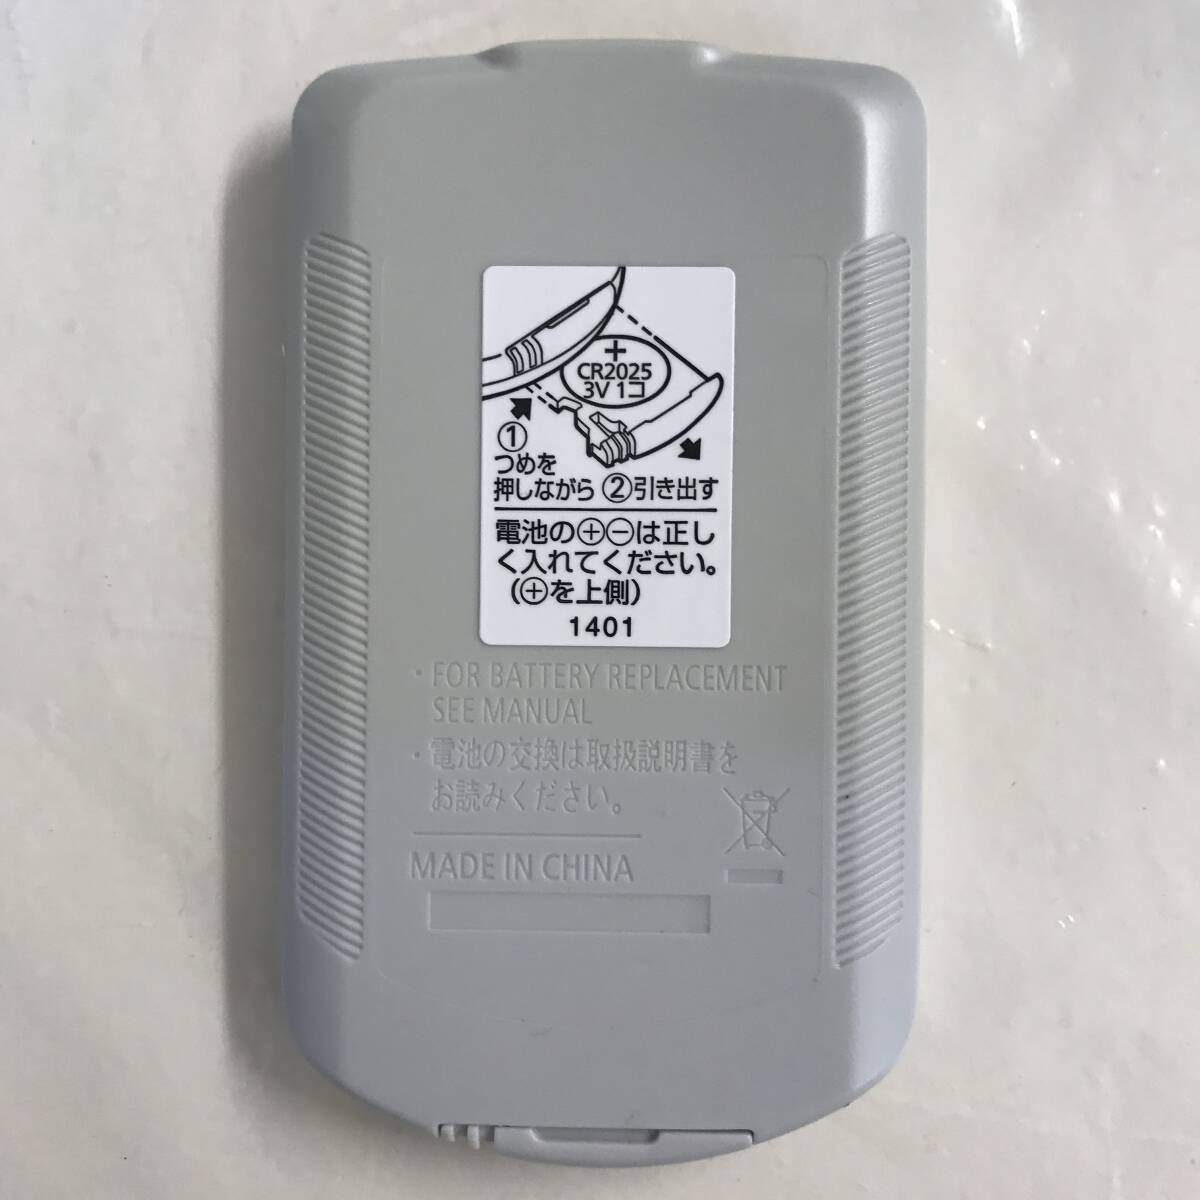 +
CR2025
3V 1コ
①
つめを
押しながら ②引き出す
電池の⊕⊖は正し
く入れてください。
(⊕を上側)
1401
・FOR BATTERY REPLACEMENT
SEE MANUAL
・電池の交換は取扱説明書を
お読みください。
MADE IN CHINA